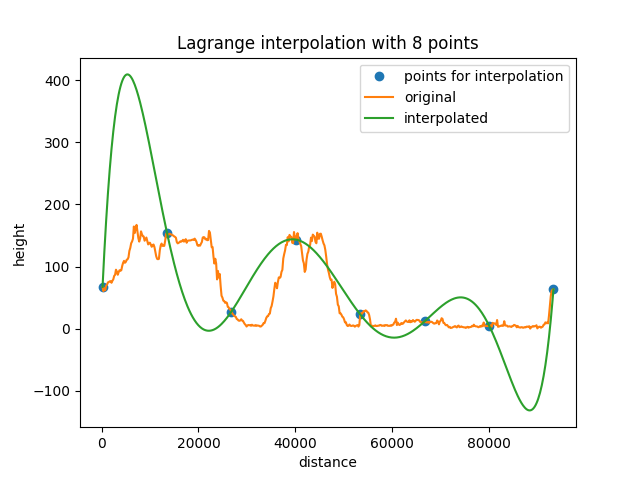 Lagrange interpolation with 8 points
points for interpolation
original
interpolated
height
400
300
200
100
0
−100
0
20000
40000
60000
80000
distance